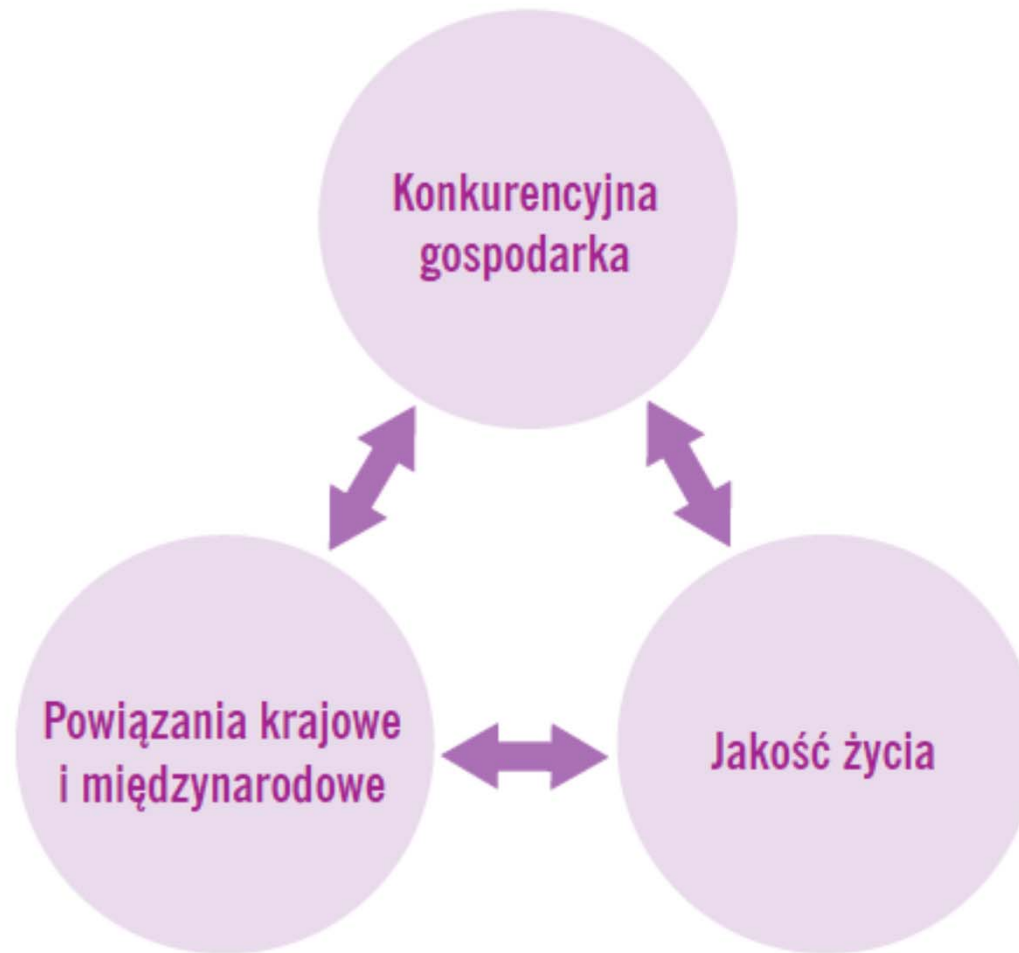 Konkurencyjna
gospodarka
Powiązania krajowe
i międzynarodowe
Jakość życia